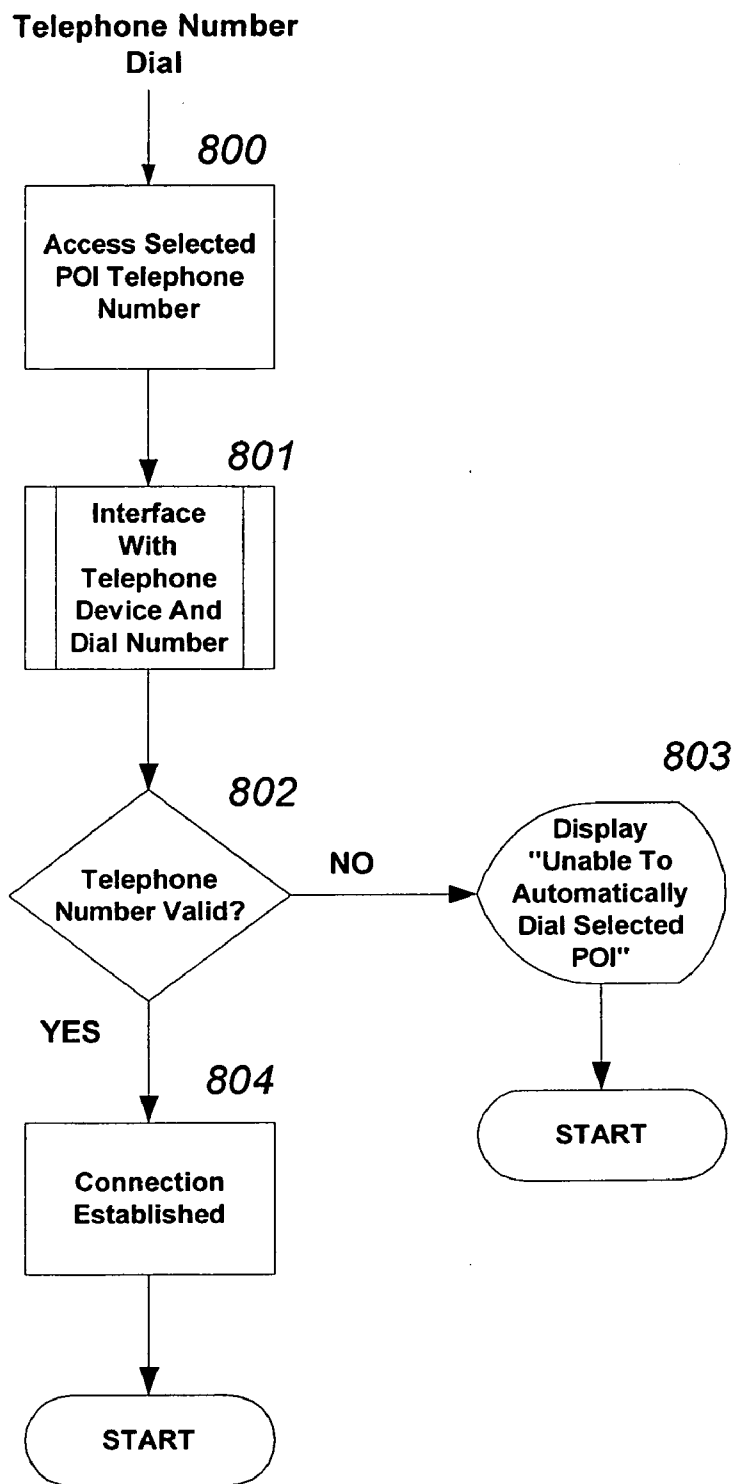 Telephone Number
Dial
800
Access Selected
POI Telephone
Number
801
Interface
With
Telephone
Device And
Dial Number
802
Telephone
Number Valid?
NO
803
Display
"Unable To
Automatically
Dial Selected
POI"
YES
START
804
Connection
Established
START